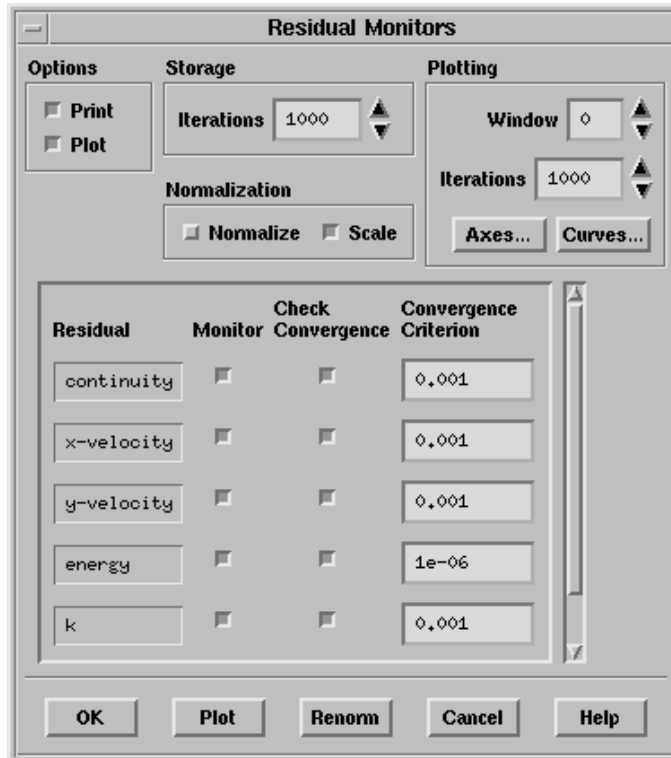 Residual Monitors
Options
Print
Plot
Storage
Iterations 1000
Normalization
Normalize Scale
Plotting
Window 0
Iterations 1000
Axes... Curves...
Residual Monitor Check Convergence Convergence Criterion
continuity 0.001
x-velocity 0.001
y-velocity 0.001
energy 1e-06
k 0.001
OK Plot Renorm Cancel Help